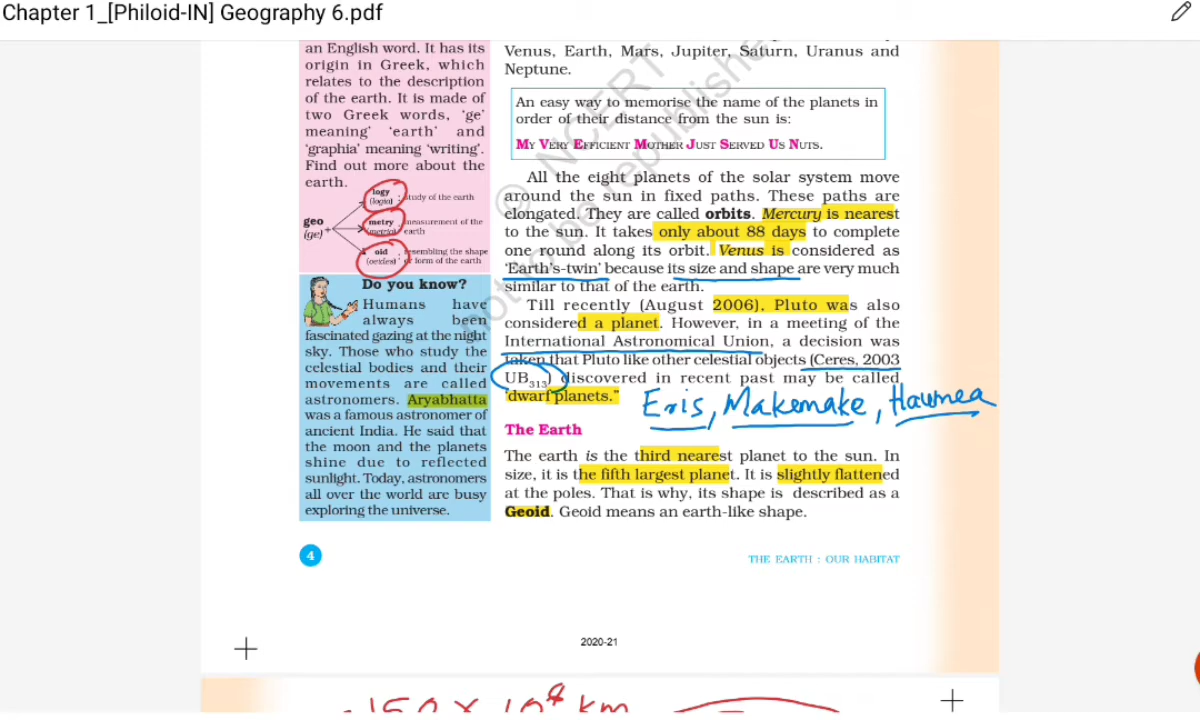 Chapter 1_[Philoid-IN] Geography 6.pdf
an English word. It has its
origin in Greek, which
relates to the description
of the earth. It is made of
two Greek words, ‘ge’
meaning’ ‘earth’ and
‘graphia’ meaning ‘writing’.
Find out more about the
earth.
geo
(ge) +
logy
(logia) : study of the earth
metry : measurement of the
earth
oid : resembling the shape
(oeides) or form of the earth
Do you know?
Humans have
always been
fascinated gazing at the night
sky. Those who study the
celestial bodies and their
movements are called
astronomers. Aryabhatta
was a famous astronomer of
ancient India. He said that
the moon and the planets
shine due to reflected
sunlight. Today, astronomers
all over the world are busy
exploring the universe.
Venus, Earth, Mars, Jupiter, Saturn, Uranus and
Neptune.
An easy way to memorise the name of the planets in
order of their distance from the sun is:
MY VERY EFFICIENT MOTHER JUST SERVED US NUTS.
All the eight planets of the solar system move
around the sun in fixed paths. These paths are
elongated. They are called orbits. Mercury is nearest
to the sun. It takes only about 88 days to complete
one round along its orbit. Venus is considered as
‘Earth’s-twin’ because its size and shape are very much
similar to that of the earth.
Till recently (August 2006), Pluto was also
considered a planet. However, in a meeting of the
International Astronomical Union, a decision was
taken that Pluto like other celestial objects (Ceres, 2003
UB313) discovered in recent past may be called
‘dwarf planets.”
Eris, Makemake, Haumea
The Earth
The earth is the third nearest planet to the sun. In
size, it is the fifth largest planet. It is slightly flattened
at the poles. That is why, its shape is described as a
Geoid. Geoid means an earth-like shape.
4
THE EARTH : OUR HABITAT
2020-21
© NCERT
not to be republished
km